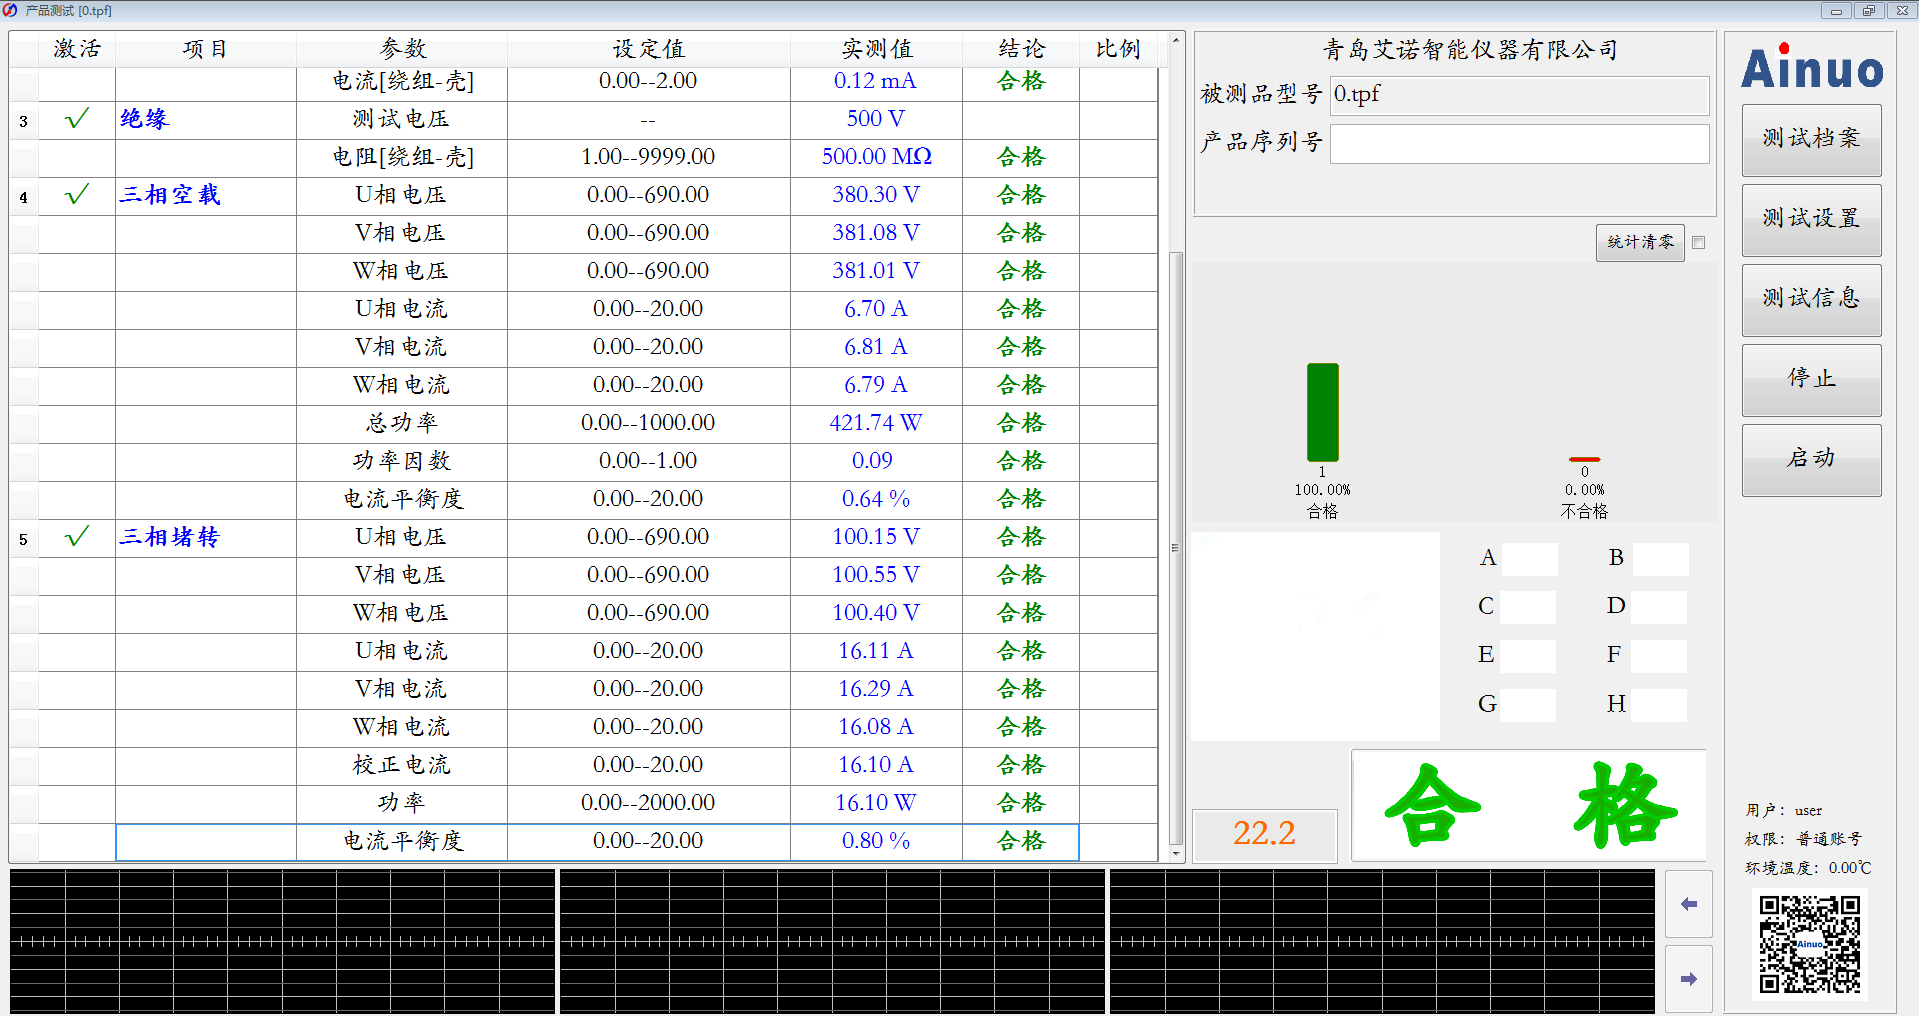 产品测试 [0.tpf]
激活 项目 参数 设定值 实测值 结论 比例
电流[绕组-壳] 0.00--2.00 0.12 mA 合格
3 √ 绝缘 测试电压 -- 500 V
电阻[绕组-壳] 1.00--9999.00 500.00 MΩ 合格
4 √ 三相空载 U相电压 0.00--690.00 380.30 V 合格
V相电压 0.00--690.00 381.08 V 合格
W相电压 0.00--690.00 381.01 V 合格
U相电流 0.00--20.00 6.70 A 合格
V相电流 0.00--20.00 6.81 A 合格
W相电流 0.00--20.00 6.79 A 合格
总功率 0.00--1000.00 421.74 W 合格
功率因数 0.00--1.00 0.09 合格
电流平衡度 0.00--20.00 0.64 % 合格
5 √ 三相堵转 U相电压 0.00--690.00 100.15 V 合格
V相电压 0.00--690.00 100.55 V 合格
W相电压 0.00--690.00 100.40 V 合格
U相电流 0.00--20.00 16.11 A 合格
V相电流 0.00--20.00 16.29 A 合格
W相电流 0.00--20.00 16.08 A 合格
校正电流 0.00--20.00 16.10 A 合格
功率 0.00--2000.00 16.10 W 合格
电流平衡度 0.00--20.00 0.80 % 合格
青岛艾诺智能仪器有限公司
被测品型号 0.tpf
产品序列号
统计清零
1
100.00%
合格
0
0.00%
不合格
A B
C D
E F
G H
22.2
合 格
Ainuo
测试档案
测试设置
测试信息
停止
启动
用户: user
权限: 普通账号
环境温度: 0.00℃
Ainuo